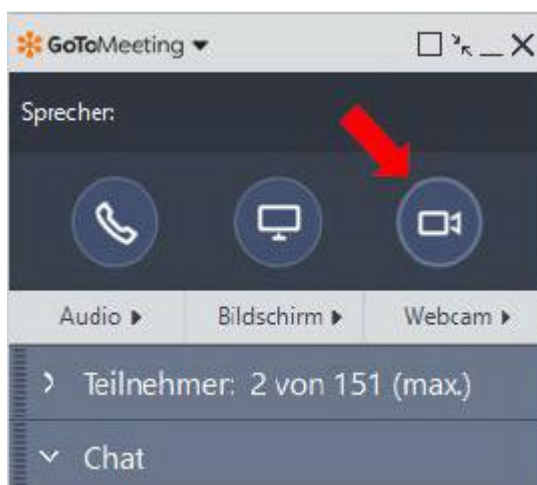 GoToMeeting
Sprecher:
Audio Bildschirm Webcam
Teilnehmer: 2 von 151 (max.)
Chat